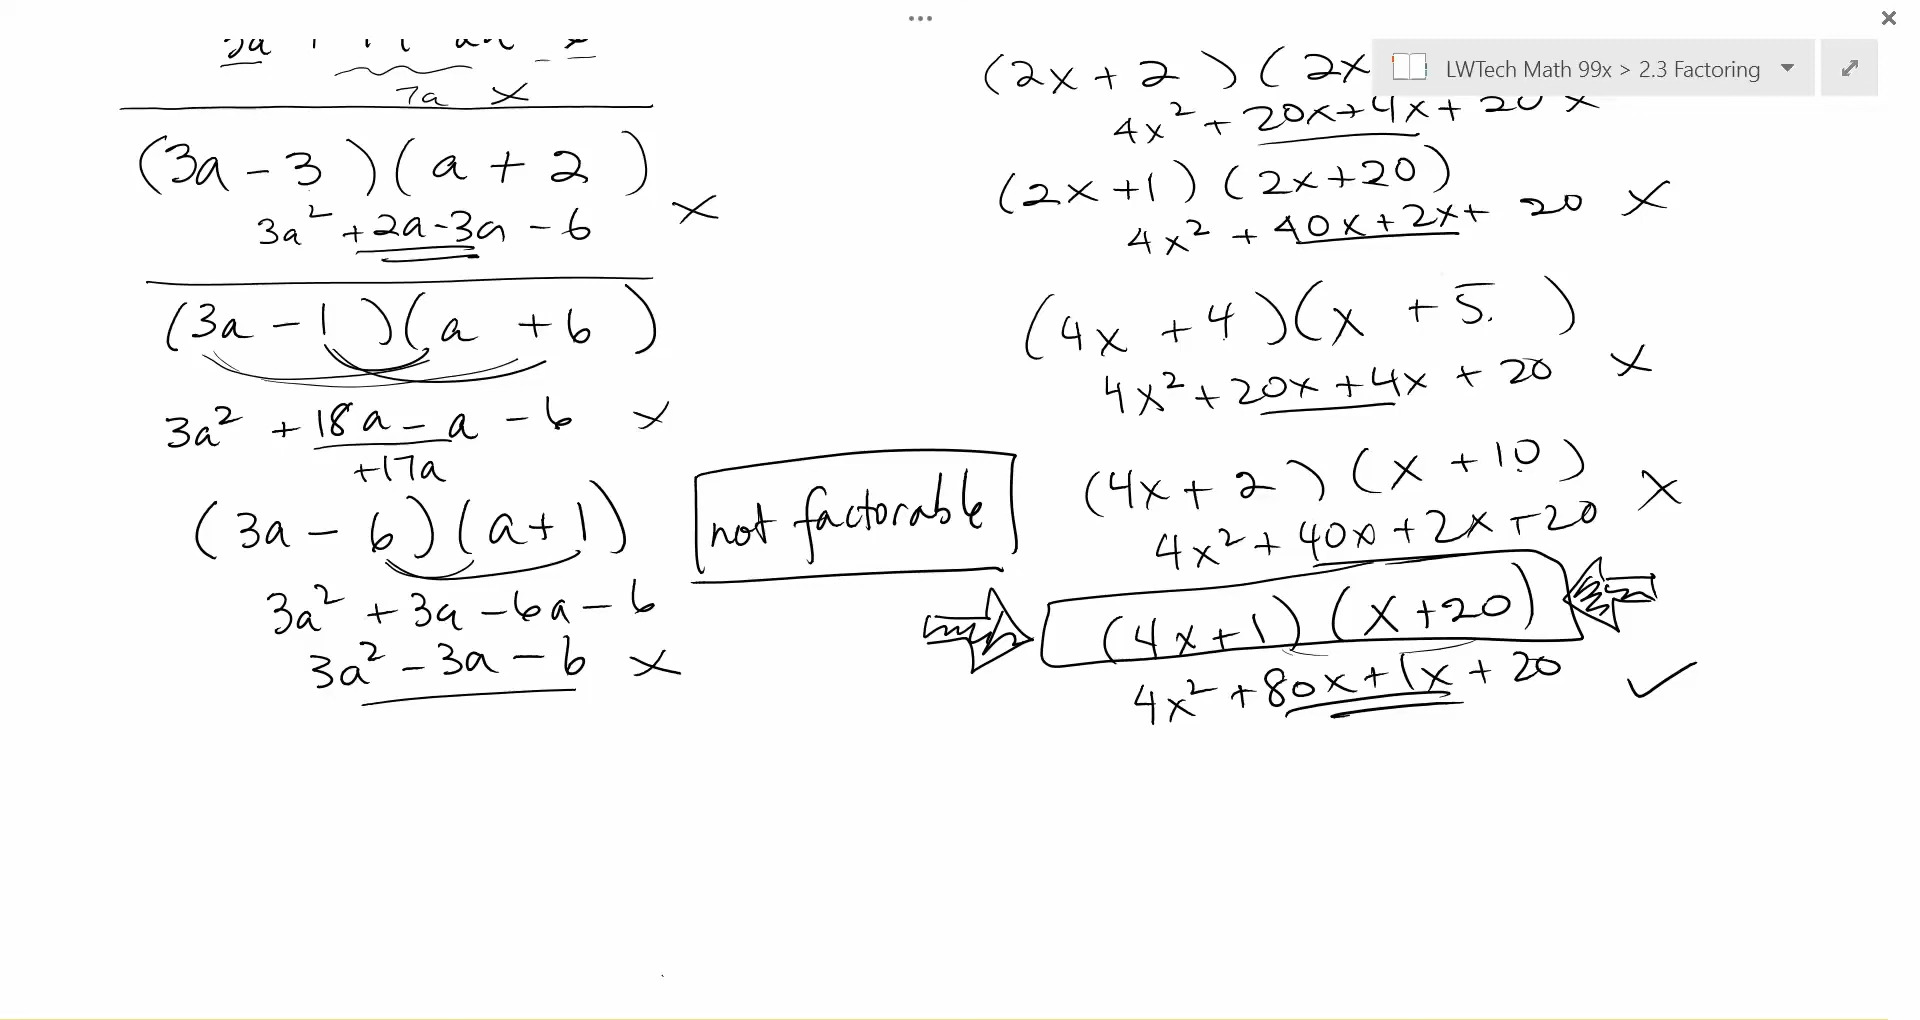 7a x
(3a - 3)(a + 2)
3a² + 2a - 3a - 6 x
(3a - 1)(a + 6)
3a² + 18a - a - 6 x
+17a
(3a - 6)(a + 1)
3a² + 3a - 6a - 6
3a² - 3a - 6 x
not factorable
LWTech Math 99x > 2.3 Factoring
(2x + 2)(2x
4x² + 20x + 4x + 20 x
(2x + 1)(2x + 20)
4x² + 40x + 2x + 20 x
(4x + 4)(x + 5)
4x² + 20x + 4x + 20 x
(4x + 2)(x + 10)
4x² + 40x + 2x + 20 x
(4x + 1)(x + 20)
4x² + 80x + 1x + 20 ✓